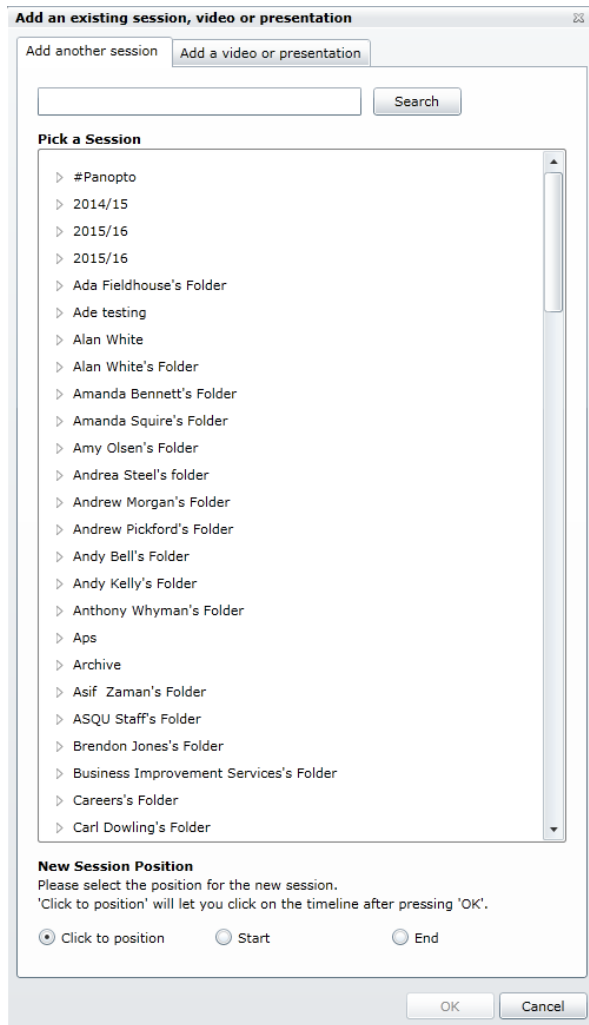 Add an existing session, video or presentation
Add another session
Add a video or presentation
Search
Pick a Session
#Panopto
2014/15
2015/16
2015/16
Ada Fieldhouse's Folder
Ade testing
Alan White
Alan White's Folder
Amanda Bennett's Folder
Amanda Squire's Folder
Amy Olsen's Folder
Andrea Steel's folder
Andrew Morgan's Folder
Andrew Pickford's Folder
Andy Bell's Folder
Andy Kelly's Folder
Anthony Whyman's Folder
Aps
Archive
Asif  Zaman's Folder
ASQU Staff's Folder
Brendon Jones's Folder
Business Improvement Services's Folder
Careers's Folder
Carl Dowling's Folder
New Session Position
Please select the position for the new session.
'Click to position' will let you click on the timeline after pressing 'OK'.
Click to position
Start
End
OK
Cancel